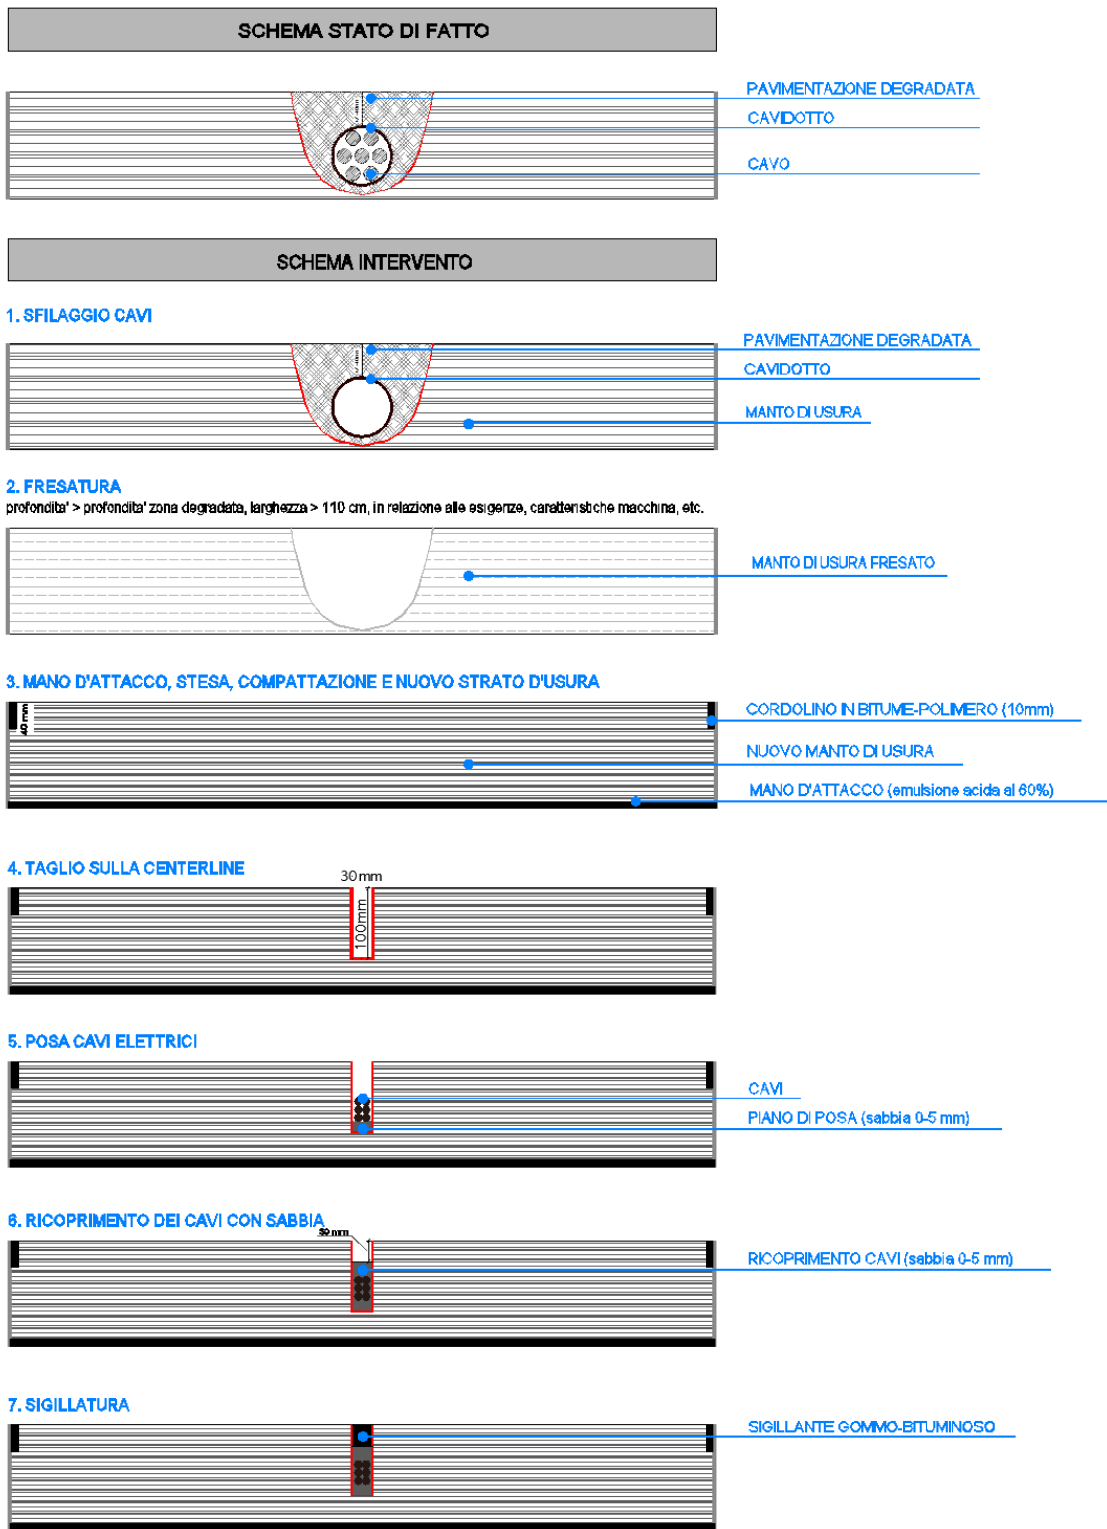 SCHEMA STATO DI FATTO
PAVIMENTAZIONE DEGRADATA
CAVIDOTTO
CAVO
SCHEMA INTERVENTO
1. SFILAGGIO CAVI
PAVIMENTAZIONE DEGRADATA
CAVIDOTTO
MANTO DI USURA
2. FRESATURA
profondita' > profondita' zona degradata, larghezza > 110 cm, in relazione alle esigenze, caratteristiche macchina, etc.
MANTO DI USURA FRESATO
3. MANO D'ATTACCO, STESA, COMPATTAZIONE E NUOVO STRATO D'USURA
CORDOLINO IN BITUME-POLIMERO (10mm)
NUOVO MANTO DI USURA
MANO D'ATTACCO (emulsione acida al 60%)
4. TAGLIO SULLA CENTERLINE
30 mm
100mm
5. POSA CAVI ELETTRICI
CAVI
PIANO DI POSA (sabbia 0-5 mm)
6. RICOPRIMENTO DEI CAVI CON SABBIA
RICOPRIMENTO CAVI (sabbia 0-5 mm)
7. SIGILLATURA
SIGILLANTE GOMMO-BITUMINOSO